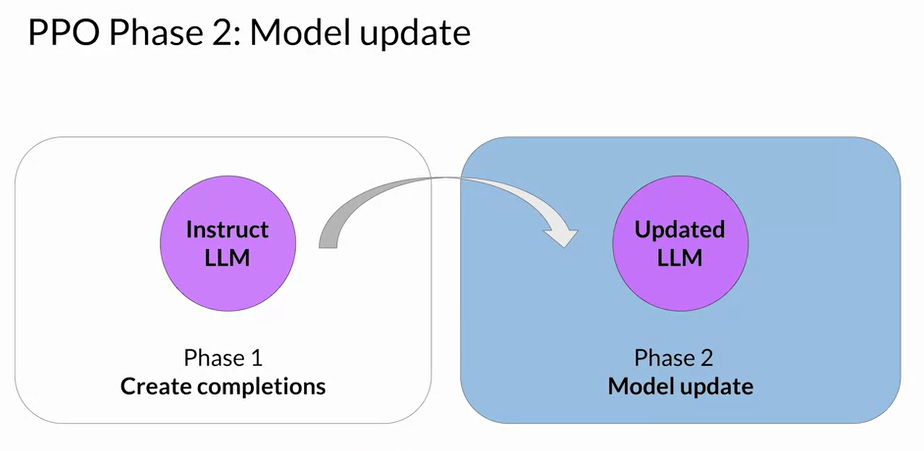 PPO Phase 2: Model update
Instruct
LLM
Phase 1
Create completions
Updated
LLM
Phase 2
Model update